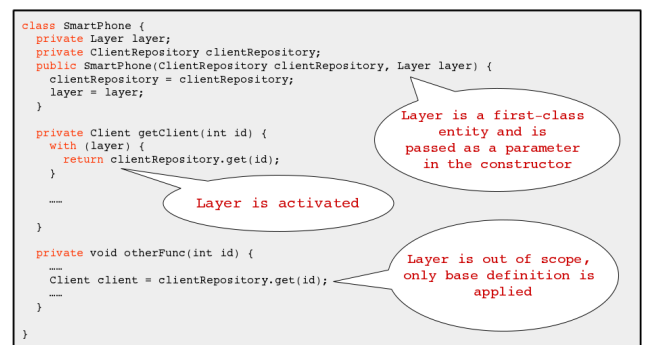 class SmartPhone {
private Layer layer;
private ClientRepository clientRepository;
public SmartPhone(ClientRepository clientRepository, Layer layer) {
clientRepository = clientRepository;
layer = layer;
}
Layer is a first-class
entity and is
passed as a parameter
in the constructor
private Client getClient(int id) {
with (layer) {
return clientRepository.get(id);
}
Layer is activated
……
}
private void otherFunc(int id) {
……
Client client = clientRepository.get(id);
……
}
Layer is out of scope,
only base definition is
applied
}